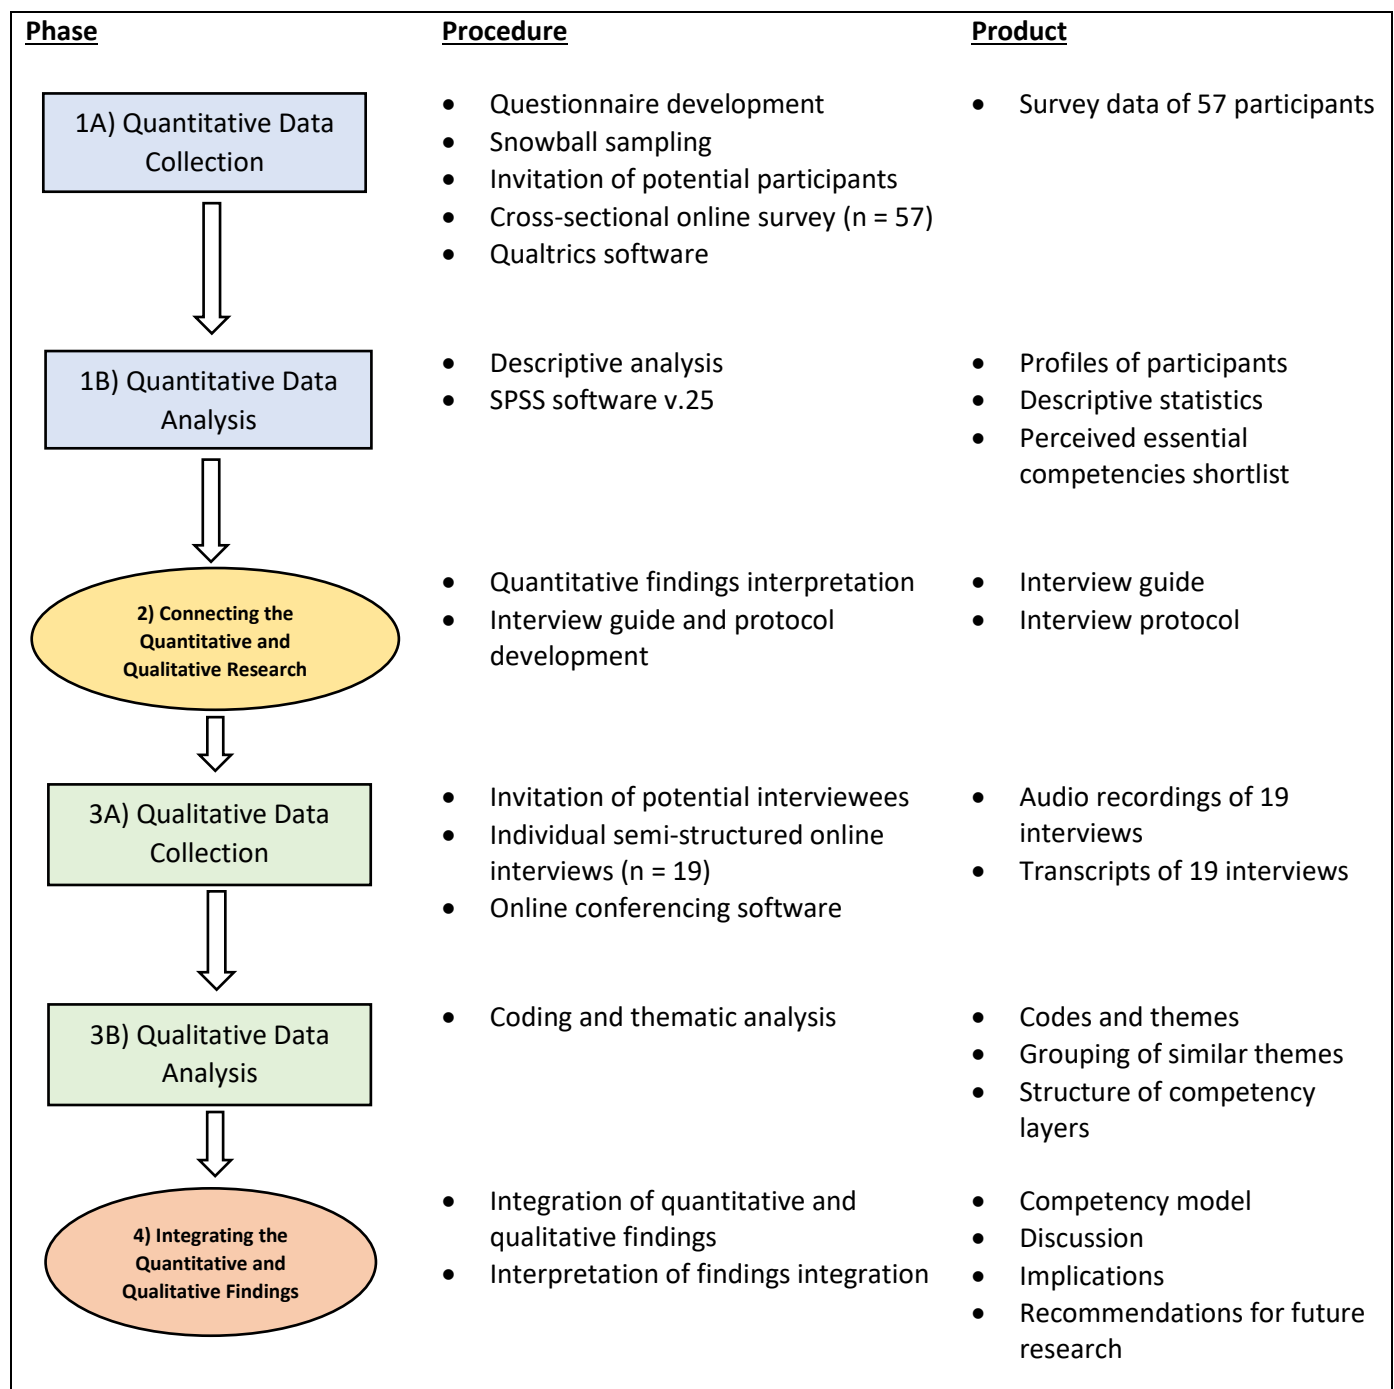 Phase Procedure Product
1A) Quantitative Data
Collection
• Questionnaire development
• Snowball sampling
• Invitation of potential participants
• Cross-sectional online survey (n = 57)
• Qualtrics software
• Survey data of 57 participants
1B) Quantitative Data
Analysis
• Descriptive analysis
• SPSS software v.25
• Profiles of participants
• Descriptive statistics
• Perceived essential
competencies shortlist
2) Connecting the
Quantitative and
Qualitative Research
• Quantitative findings interpretation
• Interview guide and protocol
development
• Interview guide
• Interview protocol
3A) Qualitative Data
Collection
• Invitation of potential interviewees
• Individual semi-structured online
interviews (n = 19)
• Online conferencing software
• Audio recordings of 19
interviews
• Transcripts of 19 interviews
3B) Qualitative Data
Analysis
• Coding and thematic analysis
• Codes and themes
• Grouping of similar themes
• Structure of competency
layers
4) Integrating the
Quantitative and
Qualitative Findings
• Integration of quantitative and
qualitative findings
• Interpretation of findings integration
• Competency model
• Discussion
• Implications
• Recommendations for future
research